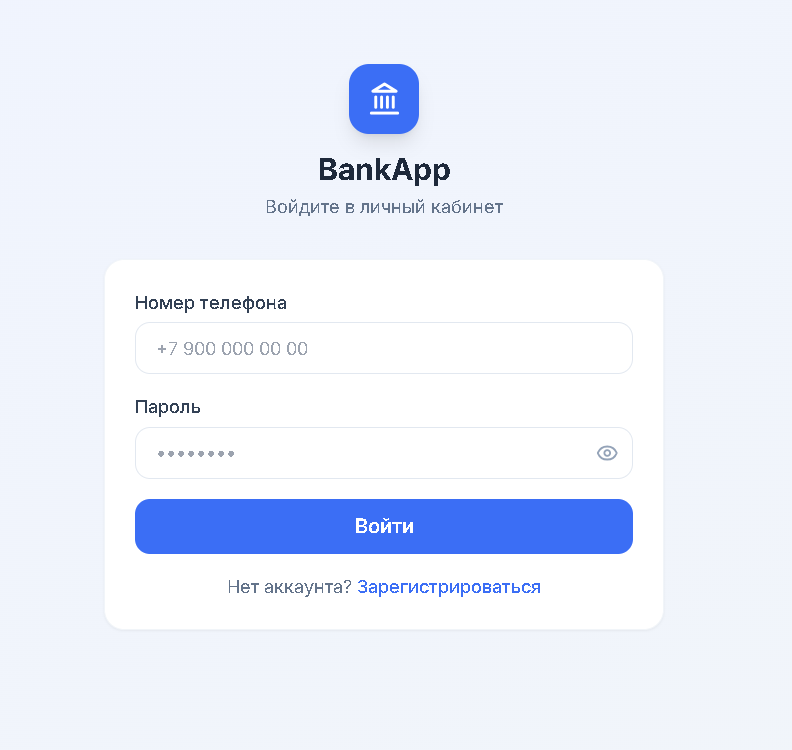 BankApp
Войдите в личный кабинет
Номер телефона
+7 900 000 00 00
Пароль
••••••••
Войти
Нет аккаунта? Зарегистрироваться